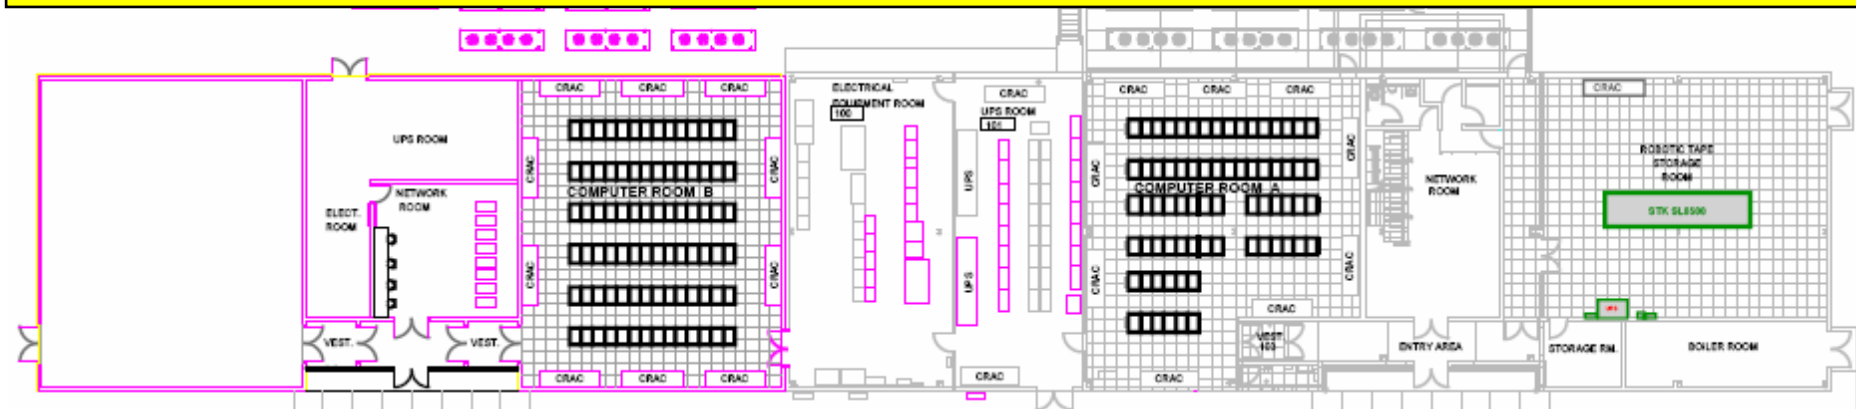 CRAC
CRAC
CRAC
UPS ROOM
NETWORK
ROOM
ELECT.
ROOM
CRAC
CRAC
COMPUTER ROOM B
CRAC
CRAC
VEST.
VEST.
CRAC
CRAC
CRAC
ELECTRICAL
EQUIPMENT ROOM
100
CRAC
UPS ROOM
101
UPS
UPS
CRAC
CRAC
CRAC
CRAC
CRAC
CRAC
COMPUTER ROOM A
CRAC
CRAC
CRAC
CRAC
VEST.
103
CRAC
NETWORK
ROOM
ENTRY AREA
CRAC
ROBOTIC TAPE
STORAGE
ROOM
STK SL8500
STORAGE RM.
BOILER ROOM